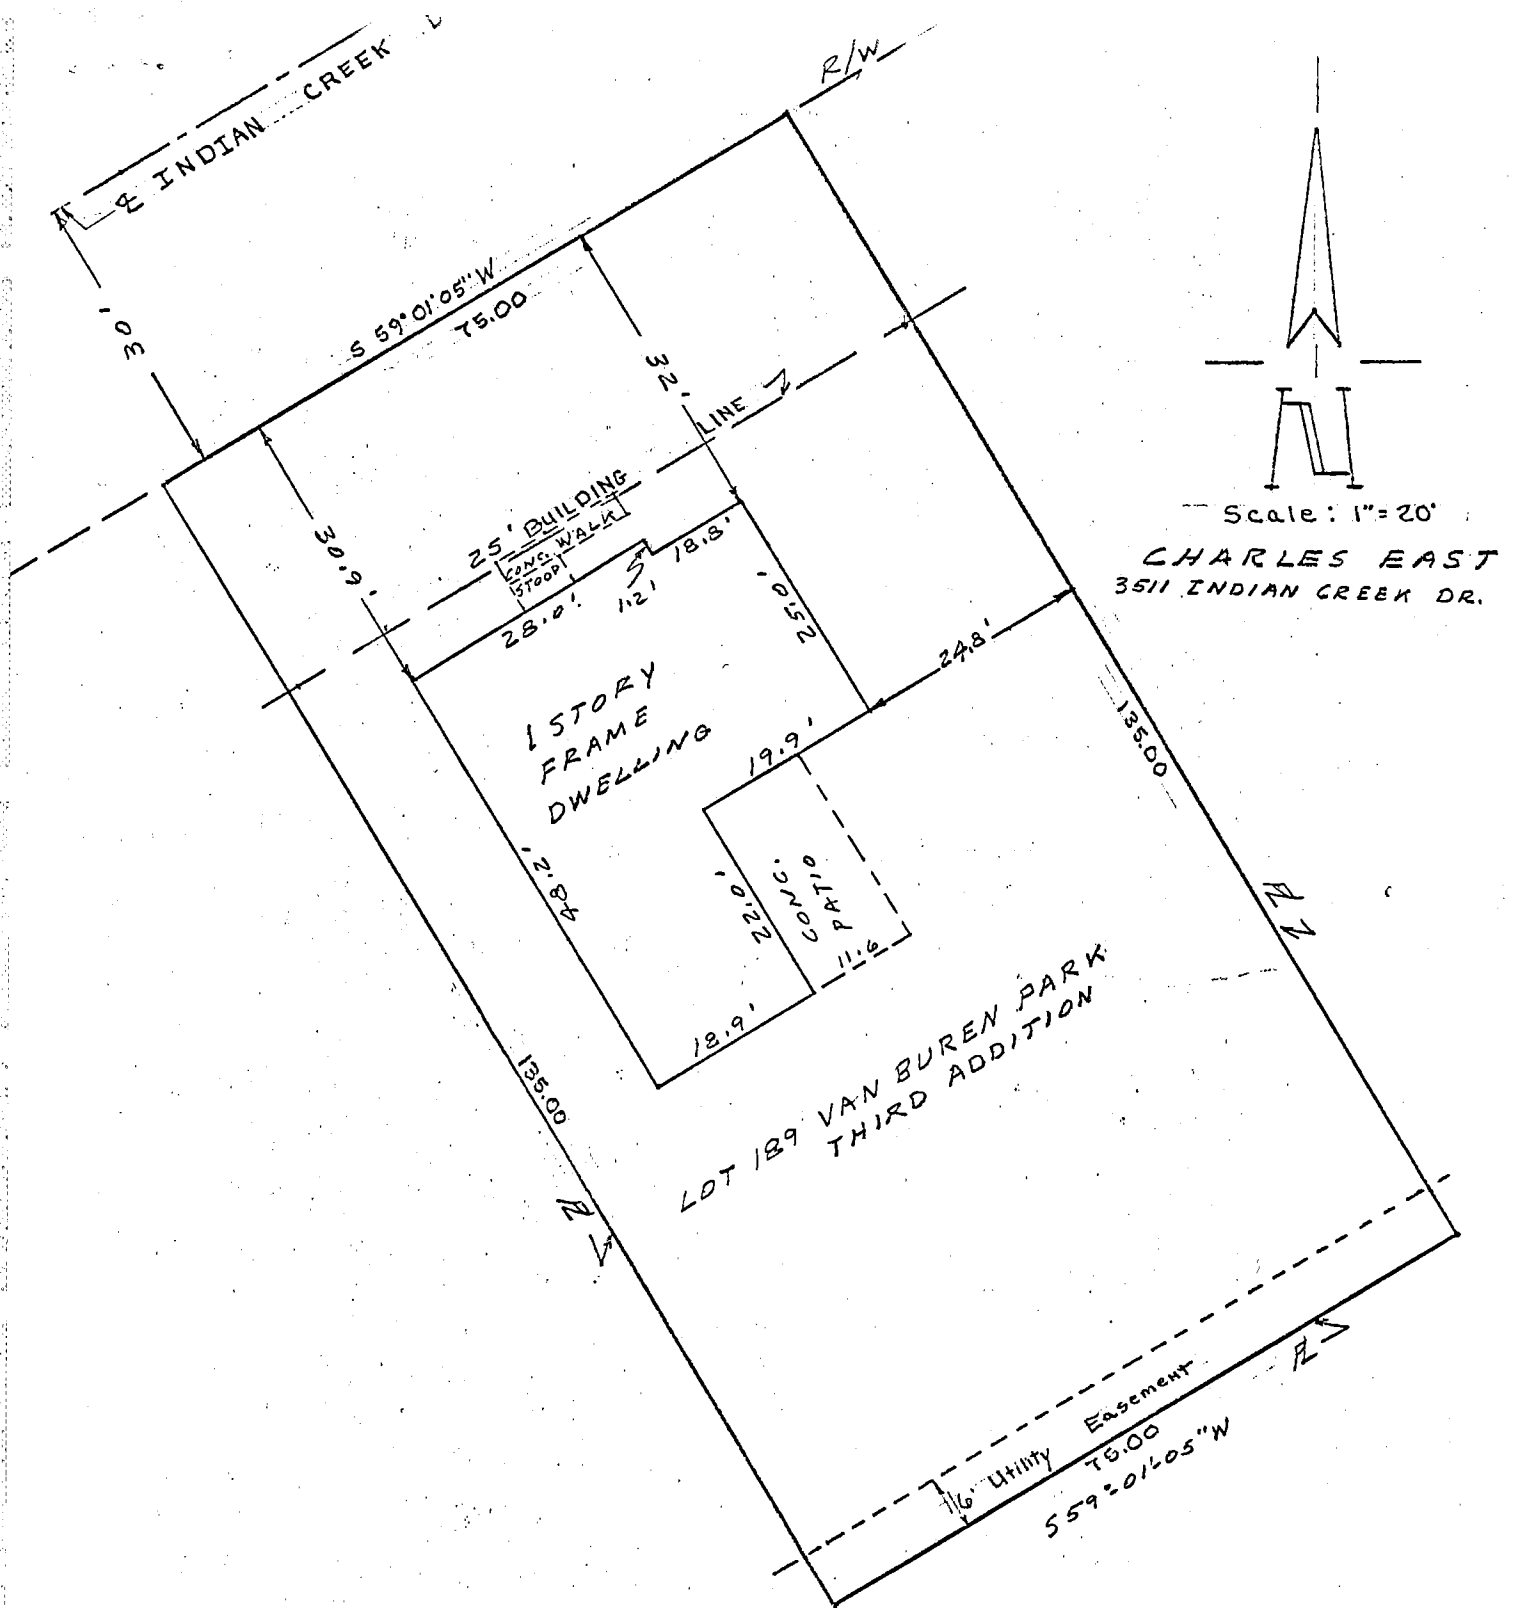 ℄ INDIAN CREEK
R/W
30'
S 59°01'05" W
75.00
32'
30.9'
25' BUILDING LINE
CONC. WALK
STOOP
28.0'
1.2'
18.8'
25.0'
24.8'
1 STORY
FRAME
DWELLING
19.9'
48.2'
22.0'
CONC.
PATIO
11.6
18.9'
135.00
135.00
PL
PL
LOT 189 VAN BUREN PARK
THIRD ADDITION
Utility Easement
75.00
S 59°-01'-05" W
PL
N
Scale: 1"=20'
CHARLES EAST
3511 INDIAN CREEK DR.